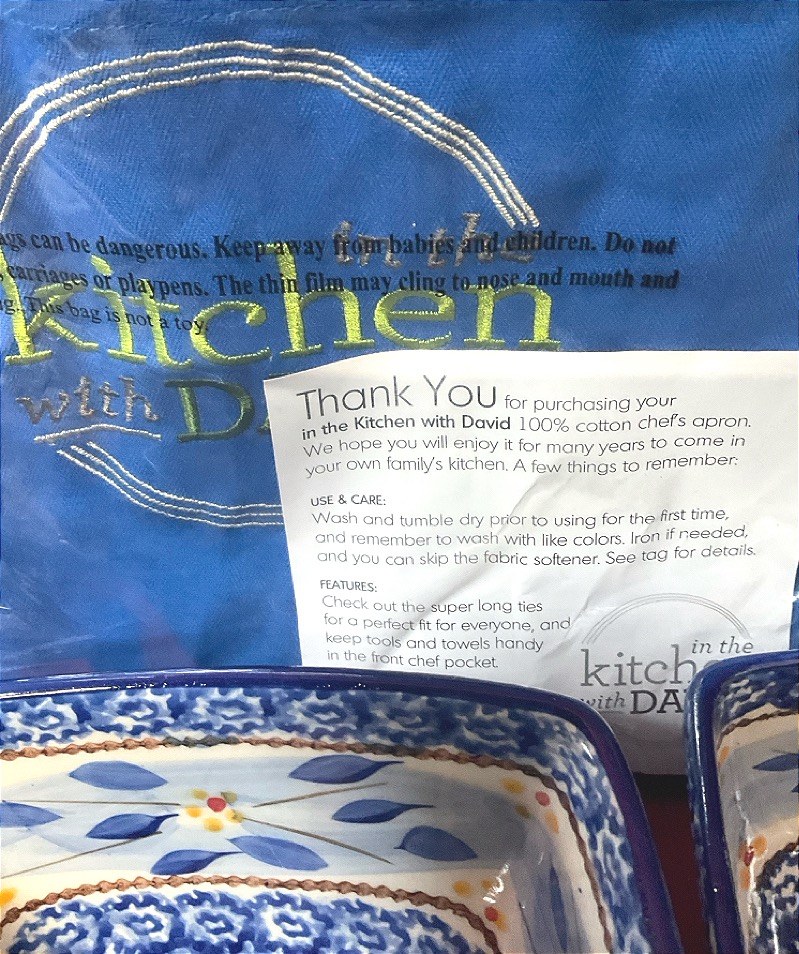 ags can be dangerous. Keep away from babies and children. Do not
carriages or playpens. The thin film may cling to nose and mouth and
This bag is not a toy.
in the
kitchen
with D
Thank You for purchasing your
in the Kitchen with David 100% cotton chef's apron.
We hope you will enjoy it for many years to come in
your own family's kitchen. A few things to remember:
USE & CARE:
Wash and tumble dry prior to using for the first time,
and remember to wash with like colors. Iron if needed,
and you can skip the fabric softener. See tag for details.
FEATURES:
Check out the super long ties
for a perfect fit for everyone, and
keep tools and towels handy
in the front chef pocket.
in the
kitch
with DA